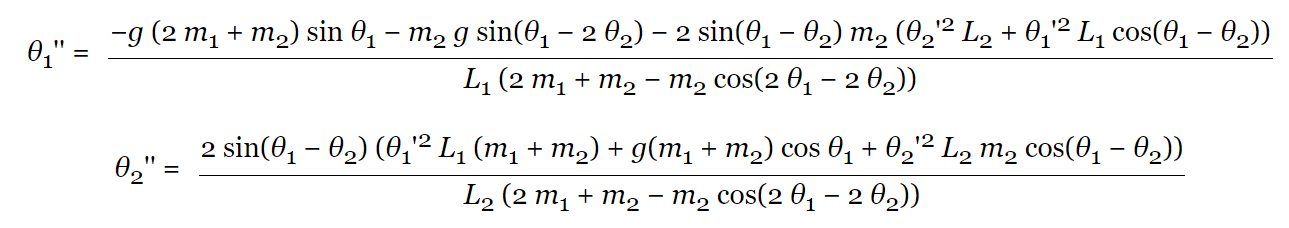 θ₁'' = −g (2 m₁ + m₂) sin θ₁ − m₂ g sin(θ₁ − 2 θ₂) − 2 sin(θ₁ − θ₂) m₂ (θ₂'² L₂ + θ₁'² L₁ cos(θ₁ − θ₂))
L₁ (2 m₁ + m₂ − m₂ cos(2 θ₁ − 2 θ₂))
θ₂'' = 2 sin(θ₁ − θ₂) (θ₁'² L₁ (m₁ + m₂) + g(m₁ + m₂) cos θ₁ + θ₂'² L₂ m₂ cos(θ₁ − θ₂))
L₂ (2 m₁ + m₂ − m₂ cos(2 θ₁ − 2 θ₂))